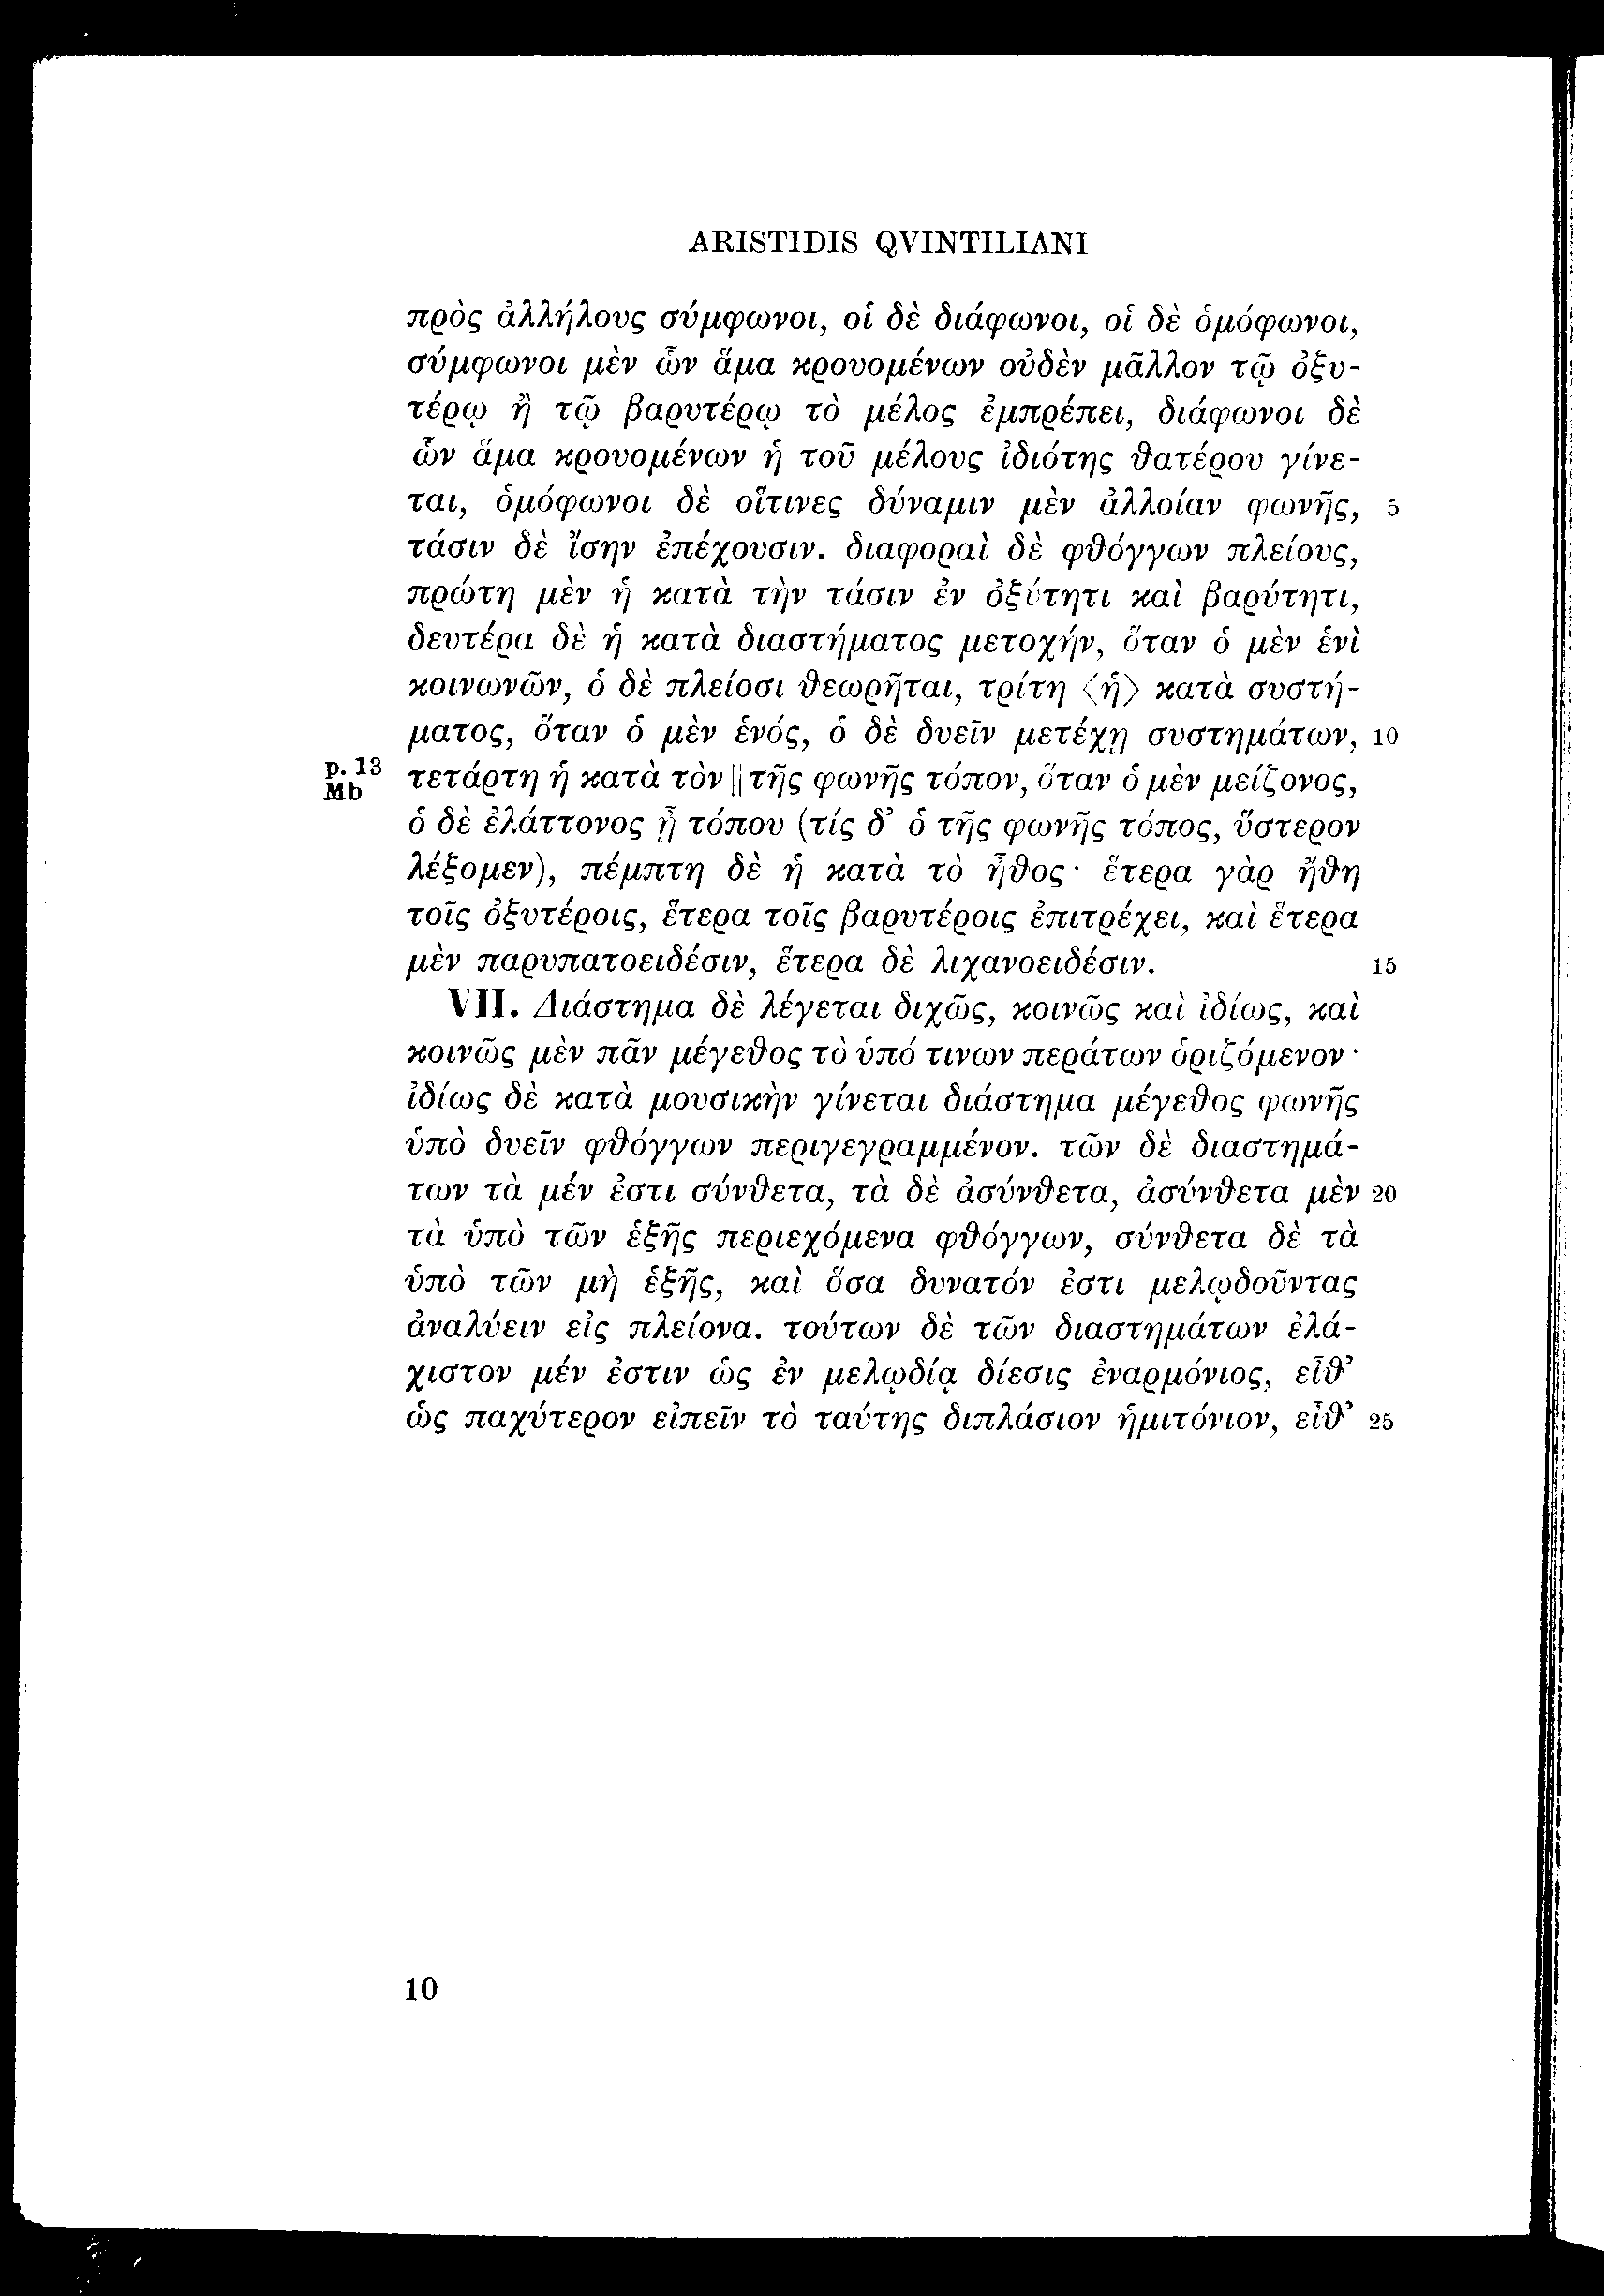 ARISTIDIS QVINTILIANI
πρὸς ἀλλήλους σύμφωνοι, οἱ δὲ διάφωνοι, οἱ δὲ ὁμόφωνοι,
σύμφωνοι μὲν ὧν ἅμα κρουομένων οὐδὲν μᾶλλον τῷ ὀξυ-
τέρῳ ἢ τῷ βαρυτέρῳ τὸ μέλος ἐμπρέπει, διάφωνοι δὲ
ὧν ἅμα κρουομένων ἡ τοῦ μέλους ἰδιότης θατέρου γίνε-
ται, ὁμόφωνοι δὲ οἵτινες δύναμιν μὲν ἀλλοίαν φωνῆς, 5
τάσιν δὲ ἴσην ἐπέχουσιν. διαφοραὶ δὲ φθόγγων πλείους,
πρώτη μὲν ἡ κατὰ τὴν τάσιν ἐν ὀξύτητι καὶ βαρύτητι,
δευτέρα δὲ ἡ κατὰ διαστήματος μετοχήν, ὅταν ὁ μὲν ἑνὶ
κοινωνῶν, ὁ δὲ πλείοσι θεωρῆται, τρίτη ⟨ἡ⟩ κατὰ συστή-
ματος, ὅταν ὁ μὲν ἑνός, ὁ δὲ δυεῖν μετέχῃ συστημάτων, 10
p. 13 Mb τετάρτη ἡ κατὰ τὸν || τῆς φωνῆς τόπον, ὅταν ὁ μὲν μείζονος,
ὁ δὲ ἐλάττονος ᾖ τόπου (τίς δ’ ὁ τῆς φωνῆς τόπος, ὕστερον
λέξομεν), πέμπτη δὲ ἡ κατὰ τὸ ἦθος· ἕτερα γὰρ ἤθη
τοῖς ὀξυτέροις, ἕτερα τοῖς βαρυτέροις ἐπιτρέχει, καὶ ἕτερα
μὲν παρυπατοειδέσιν, ἕτερα δὲ λιχανοειδέσιν. 15
VII. Διάστημα δὲ λέγεται διχῶς, κοινῶς καὶ ἰδίως, καὶ
κοινῶς μὲν πᾶν μέγεθος τὸ ὑπό τινων περάτων ὁριζόμενον·
ἰδίως δὲ κατὰ μουσικὴν γίνεται διάστημα μέγεθος φωνῆς
ὑπὸ δυεῖν φθόγγων περιγεγραμμένον. τῶν δὲ διαστημά-
των τὰ μέν ἐστι σύνθετα, τὰ δὲ ἀσύνθετα, ἀσύνθετα μὲν 20
τὰ ὑπὸ τῶν ἑξῆς περιεχόμενα φθόγγων, σύνθετα δὲ τὰ
ὑπὸ τῶν μὴ ἑξῆς, καὶ ὅσα δυνατόν ἐστι μελῳδοῦντας
ἀναλύειν εἰς πλείονα. τούτων δὲ τῶν διαστημάτων ἐλά-
χιστον μέν ἐστιν ὡς ἐν μελῳδίᾳ δίεσις ἐναρμόνιος, εἶθ’
ὡς παχύτερον εἰπεῖν τὸ ταύτης διπλάσιον ἡμιτόνιον, εἶθ’ 25
10